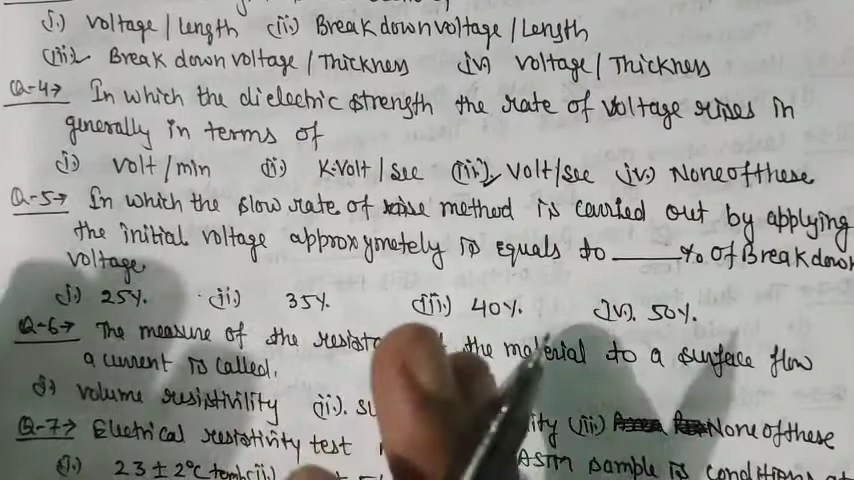 i.) voltage / Length (ii.) Break down voltage / Length
(iii.) Break down voltage / Thickness (iv) voltage / Thickness
Q-4→ In which the dielectric strength the rate of voltage rises in
generally in terms of
(i) volt/min (ii) K.Volt/Sec (iii.) Volt/sec (iv.) None of these
Q-5→ In which the slow rate of rise method is carried out by applying
the initial voltage approxymetely is equals to _____% of Breakdown
voltage
(i) 25%. (ii) 35%. (iii.) 40%. (iv). 50%.
Q-6→ The measure of the the material to a surface flow
a current is called.
(i) volume resistivility (ii). (iii) None of these
Q-7→ Electrical resistivity test ASTM sample is conditions at
(i.) 23 ± 2°C